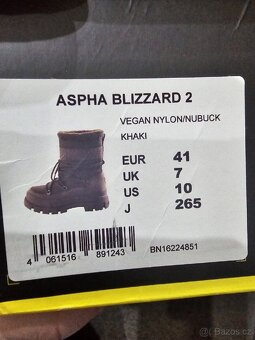 ASPHA BLIZZARD 2
VEGAN NYLON/NUBUCK
KHAKI
EUR 41
UK 7
US 10
J 265
4 061516 891243
BN16224851
Bazos.cz